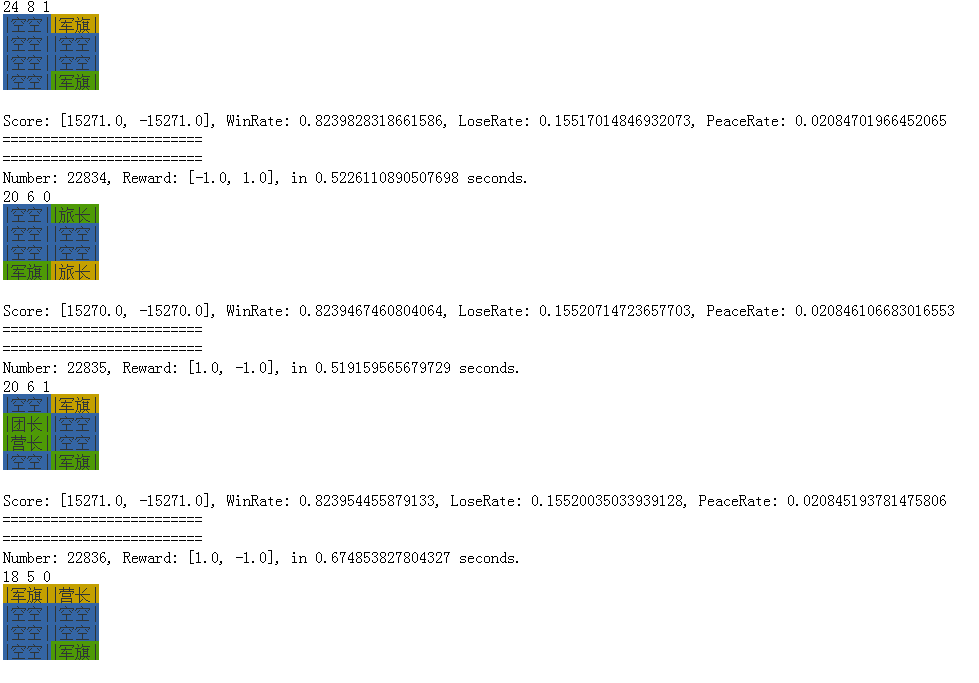 24 8 1
|空空||军旗|
|空空||空空|
|空空||空空|
|空空||军旗|
Score: [15271.0, -15271.0], WinRate: 0.8239828318661586, LoseRate: 0.15517014846932073, PeaceRate: 0.02084701966452065
=========================
=========================
Number: 22834, Reward: [-1.0, 1.0], in 0.5226110890507698 seconds.
20 6 0
|空空||旅长|
|空空||空空|
|空空||空空|
|军旗||旅长|
Score: [15270.0, -15270.0], WinRate: 0.8239467460804064, LoseRate: 0.15520714723657703, PeaceRate: 0.020846106683016553
=========================
=========================
Number: 22835, Reward: [1.0, -1.0], in 0.519159565679729 seconds.
20 6 1
|空空||军旗|
|团长||空空|
|营长||空空|
|空空||军旗|
Score: [15271.0, -15271.0], WinRate: 0.823954455879133, LoseRate: 0.15520035033939128, PeaceRate: 0.020845193781475806
=========================
=========================
Number: 22836, Reward: [1.0, -1.0], in 0.674853827804327 seconds.
18 5 0
|军旗||营长|
|空空||空空|
|空空||空空|
|空空||军旗|